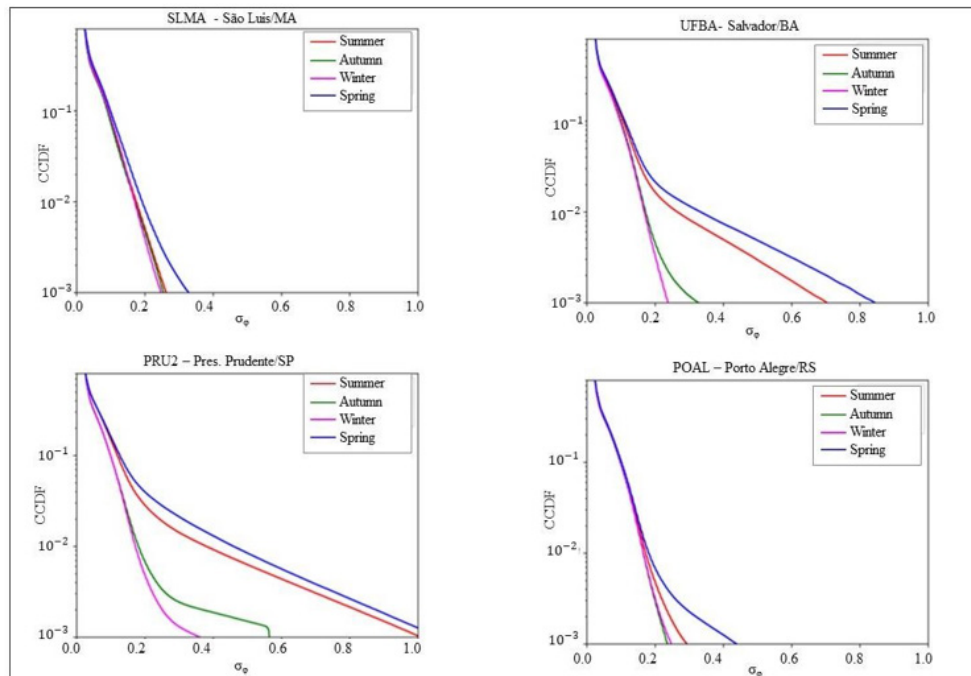 SLMA - São Luis/MA
Summer
Autumn
Winter
Spring
CCDF
10⁻¹
10⁻²
10⁻³
0.0 0.2 0.4 0.6 0.8 1.0
σφ
UFBA- Salvador/BA
Summer
Autumn
Winter
Spring
CCDF
10⁻¹
10⁻²
10⁻³
0.0 0.2 0.4 0.6 0.8 1.0
σφ
PRU2 – Pres. Prudente/SP
Summer
Autumn
Winter
Spring
CCDF
10⁻¹
10⁻²
10⁻³
0.0 0.2 0.4 0.6 0.8 1.0
σφ
POAL – Porto Alegre/RS
Summer
Autumn
Winter
Spring
CCDF
10⁻¹
10⁻²
10⁻³
0.0 0.2 0.4 0.6 0.8 1.0
σφ